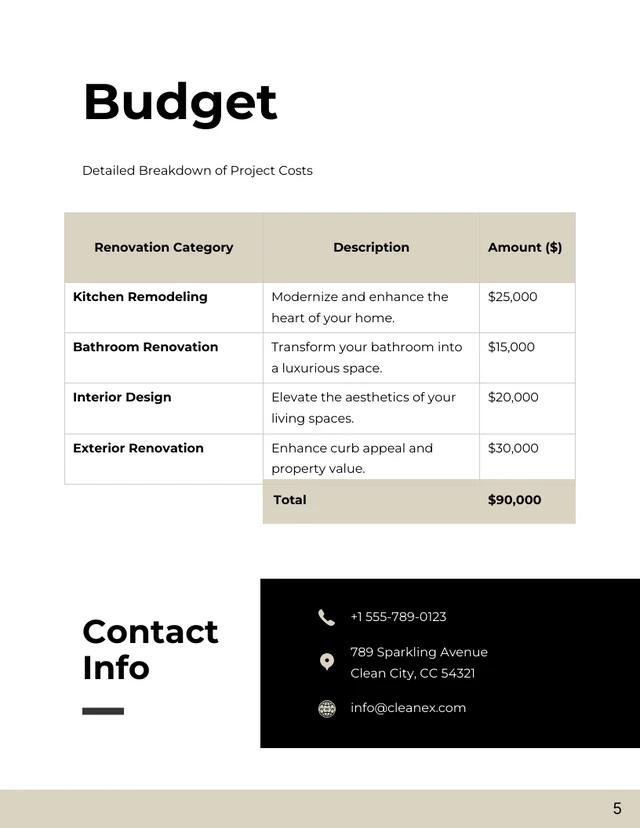 Budget
Detailed Breakdown of Project Costs
Renovation Category Description Amount ($)
Kitchen Remodeling Modernize and enhance the $25,000
heart of your home.
Bathroom Renovation Transform your bathroom into $15,000
a luxurious space.
Interior Design Elevate the aesthetics of your $20,000
living spaces.
Exterior Renovation Enhance curb appeal and $30,000
property value.
Total $90,000
Contact
Info
+1 555-789-0123
789 Sparkling Avenue
Clean City, CC 54321
info@cleanex.com
5